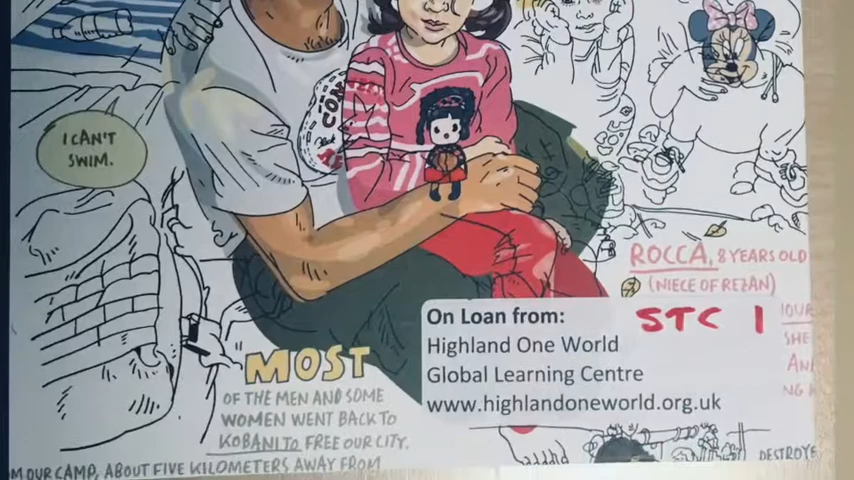 I CAN'T
SWIM.
ROCCA, 8 YEARS OLD
(NIECE OF REZAN)
On Loan from:
STC 1
Highland One World
Global Learning Centre
www.highlandoneworld.org.uk
SHE
MOST
OF THE MEN AND SOME
WOMEN WENT BACK TO
KOBANI TO FREE OUR CITY.
OUR CAMP, ABOUT FIVE KILOMETERS AWAY FROM
DESTROYE